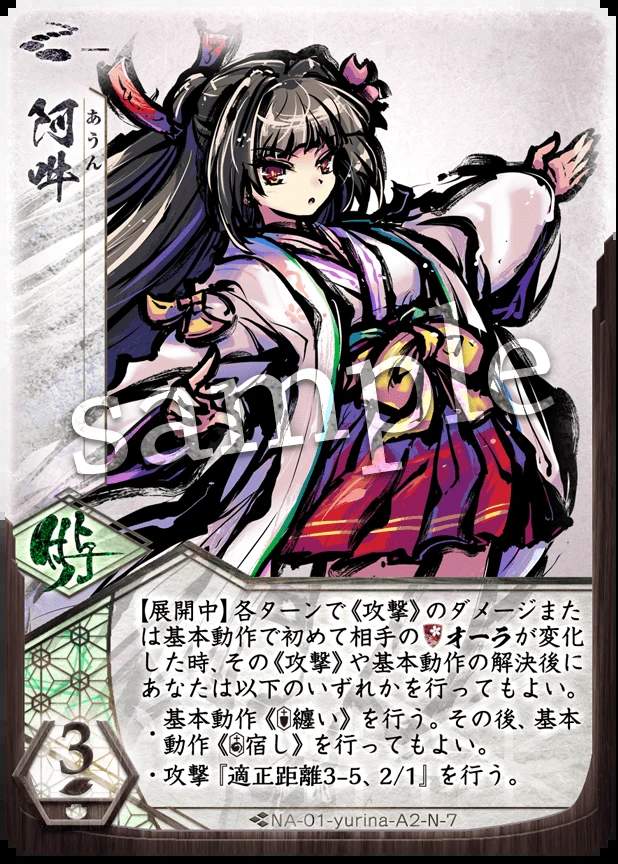 一
阿吽
あうん
sample
付与
【展開中】各ターンで《攻撃》のダメージまた
は基本動作で初めて相手のオーラが変化
した時、その《攻撃》や基本動作の解決後に
あなたは以下のいずれかを行ってもよい。
・基本動作《纏い》を行う。その後、基本
動作《宿し》を行ってもよい。
・攻撃『適正距離3-5、2/1』を行う。
3
NA-01-yurina-A2-N-7